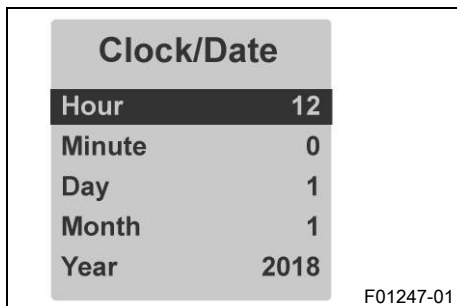 Clock/Date
Hour 12
Minute 0
Day 1
Month 1
Year 2018
F01247-01